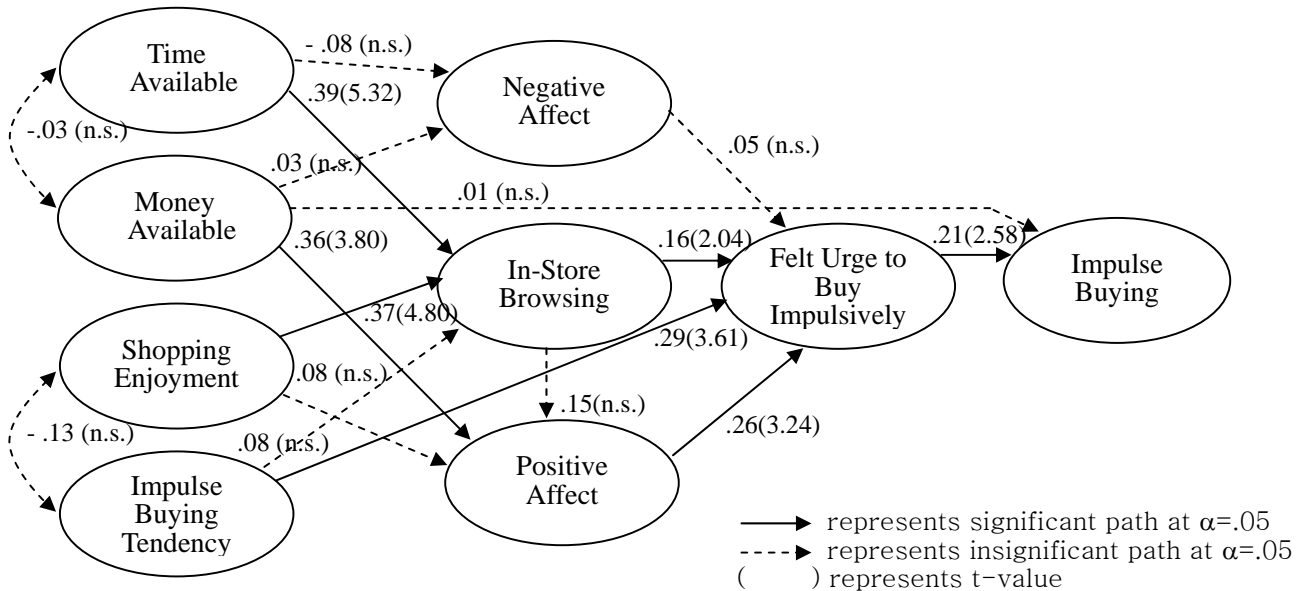 Time
Available
- .08 (n.s.)
Negative
Affect
.39(5.32)
-.03 (n.s.)
.03 (n.s.)
.05 (n.s.)
Money
Available
.01 (n.s.)
.36(3.80)
In-Store
Browsing
.16(2.04)
Felt Urge to
Buy
Impulsively
.21(2.58)
Impulse
Buying
.37(4.80)
.29(3.61)
Shopping
Enjoyment
.08 (n.s.)
.15(n.s.)
- .13 (n.s.)
.08 (n.s.)
.26(3.24)
Impulse
Buying
Tendency
Positive
Affect
represents significant path at α=.05
represents insignificant path at α=.05
( ) represents t-value